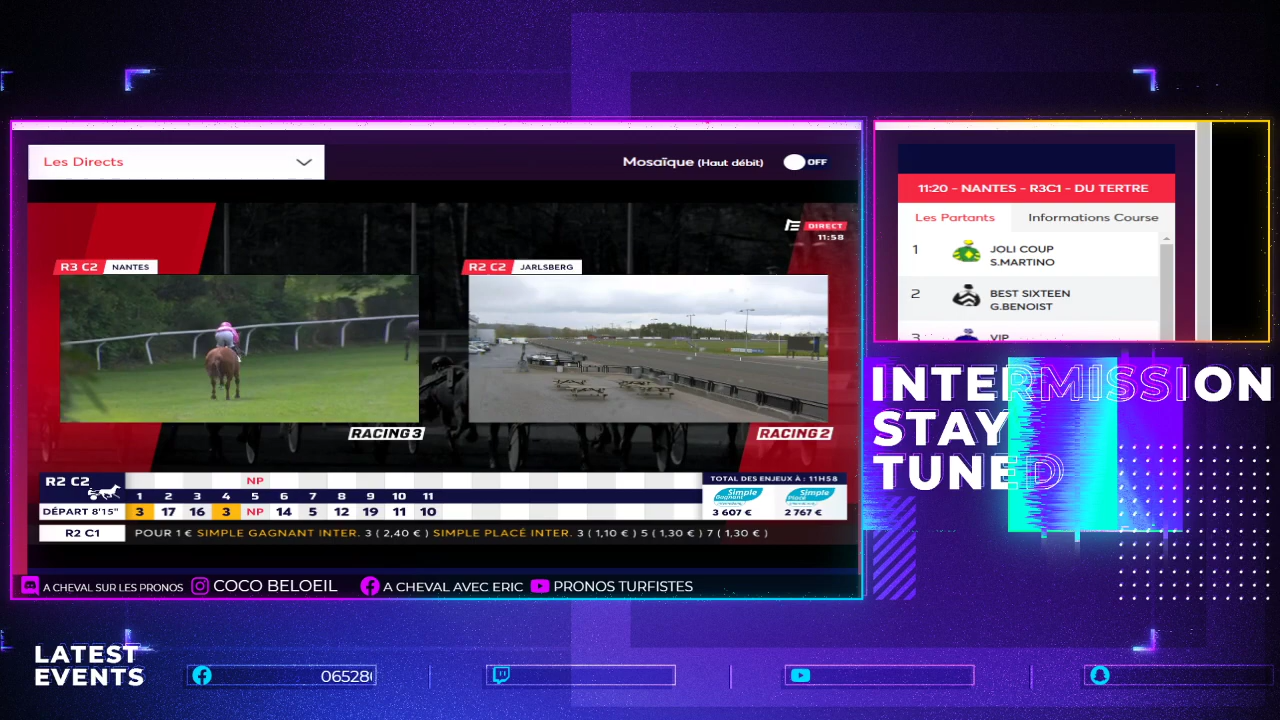 Les Directs
Mosaïque (Haut débit)
OFF
DIRECT
11:58
R3 C2 NANTES
R2 C2 JARLSBERG
RACING 3
RACING 2
R2 C2
NP
TOTAL DES ENJEUX À : 11H58
1 2 3 4 5 6 7 8 9 10 11
Simple Gagnant
Simple Placé
DÉPART 8'15" 3 17 16 3 NP 14 5 12 19 11 10
3 607 € 2 767 €
R2 C1 POUR 1 € SIMPLE GAGNANT INTER. 3 ( 2,40 € ) SIMPLE PLACÉ INTER. 3 ( 1,10 € ) 5 ( 1,30 € ) 7 ( 1,30 € )
A CHEVAL SUR LES PRONOS COCO BELOEIL A CHEVAL AVEC ERIC PRONOS TURFISTES
11:20 - NANTES - R3C1 - DU TERTRE
Les Partants Informations Course
1 JOLI COUP
S.MARTINO
2 BEST SIXTEEN
G.BENOIST
3 VIP
INTERMISSION
STAY
TUNED
LATEST
EVENTS
06528